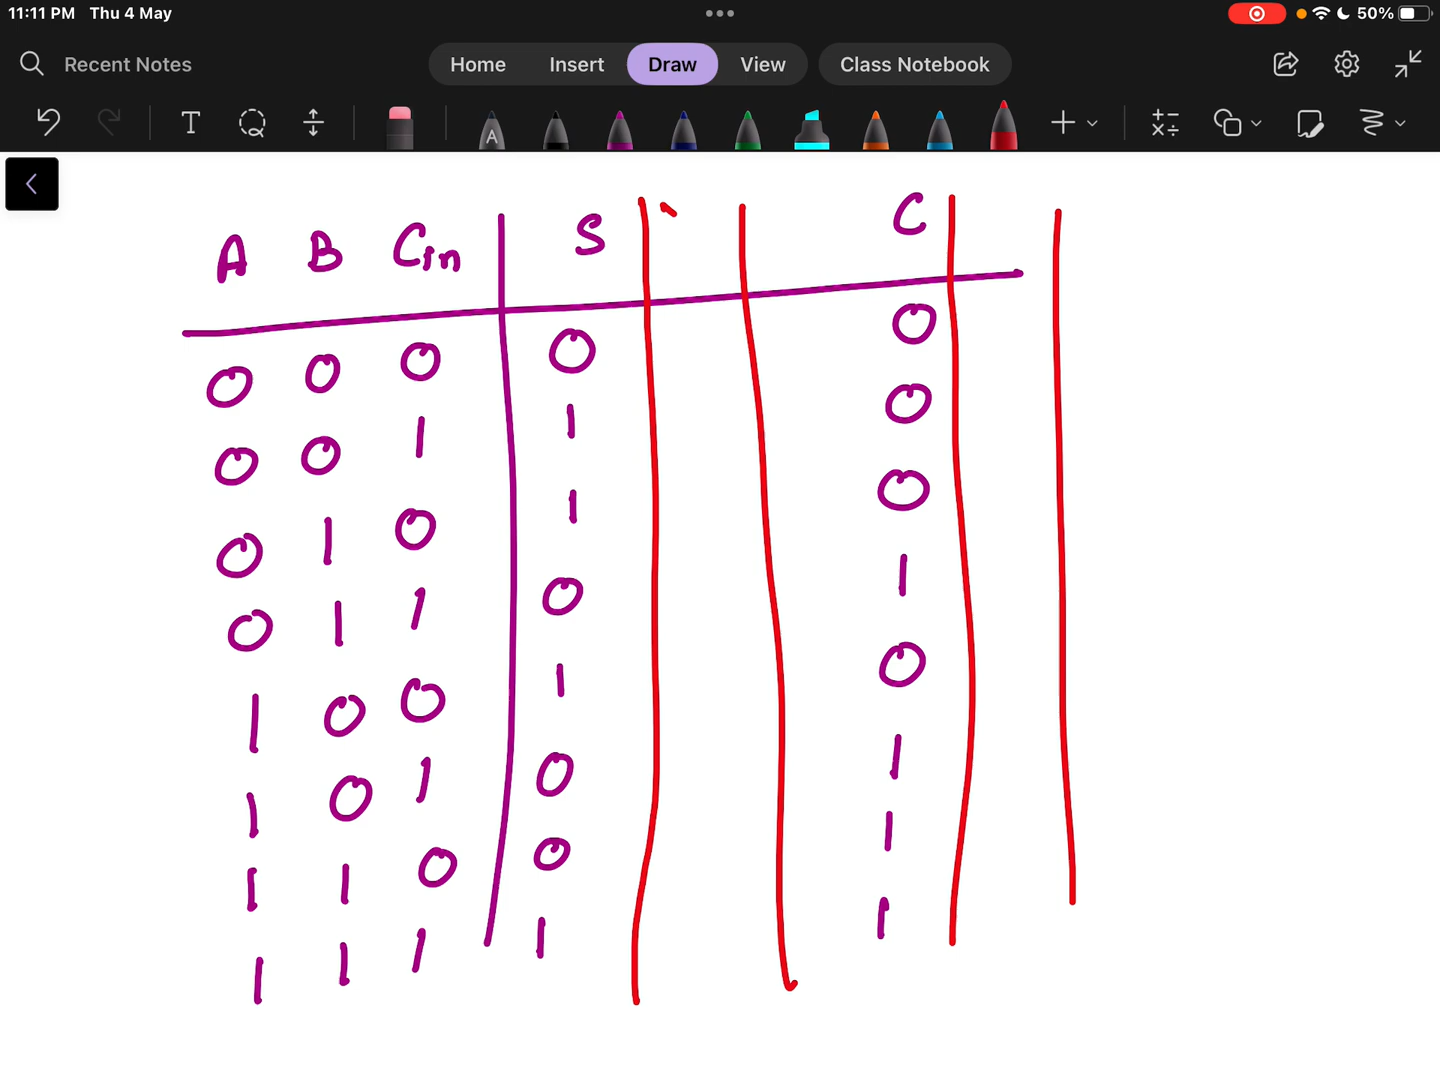 11:11 PM Thu 4 May 50%
Recent Notes Home Insert Draw View Class Notebook
T A
A B Cin S C
0 0 0 0 0
0 0 1 1 0
0 1 0 1 0
0 1 1 0 1
1 0 0 1 0
1 0 1 0 1
1 1 0 0 1
1 1 1 1 1